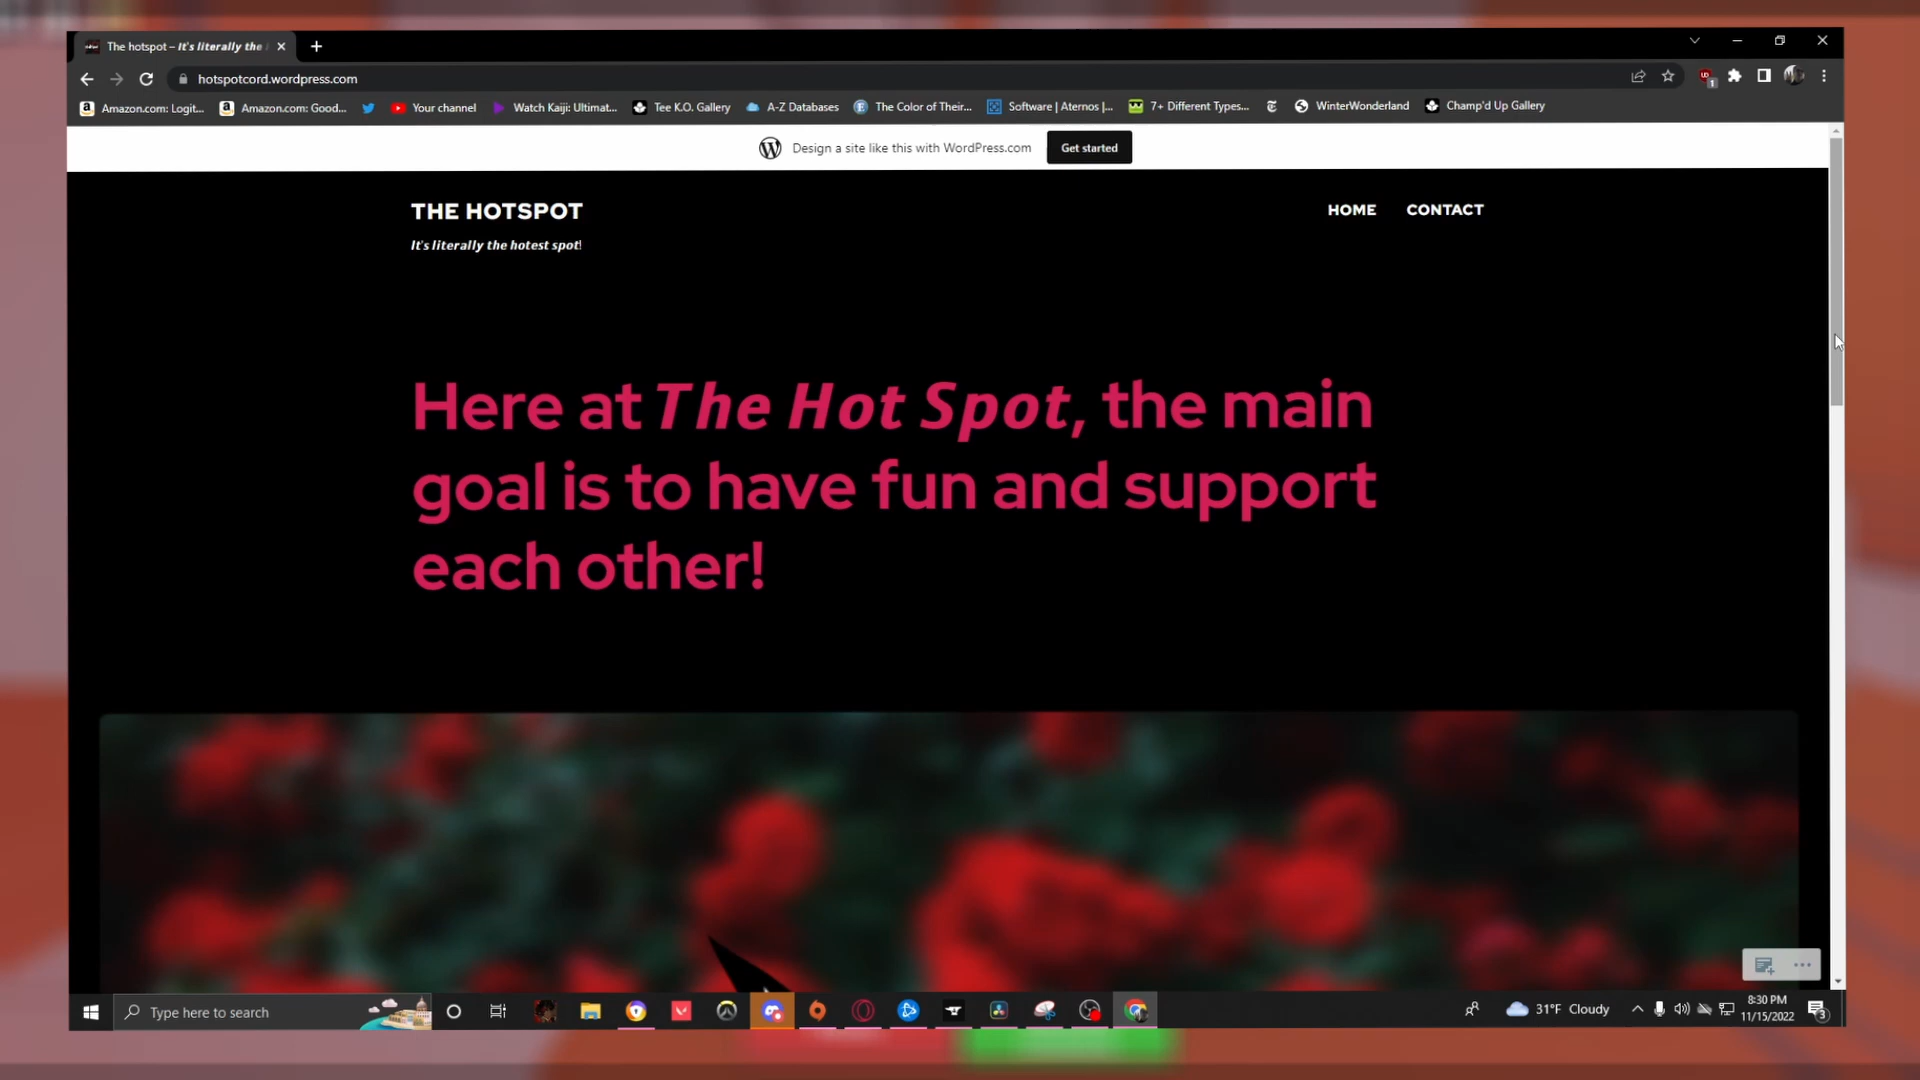 The hotspot – It's literally the
hotspotcord.wordpress.com
Amazon.com: Logit... Amazon.com: Good... Your channel Watch Kaiji: Ultimat... Tee K.O. Gallery A-Z Databases The Color of Their... Software | Aternos |... 7+ Different Types... WinterWonderland Champ'd Up Gallery
Design a site like this with WordPress.com Get started
THE HOTSPOT HOME CONTACT
It's literally the hotest spot!
Here at The Hot Spot, the main
goal is to have fun and support
each other!
Type here to search 31°F Cloudy 8:30 PM
11/15/2022 3